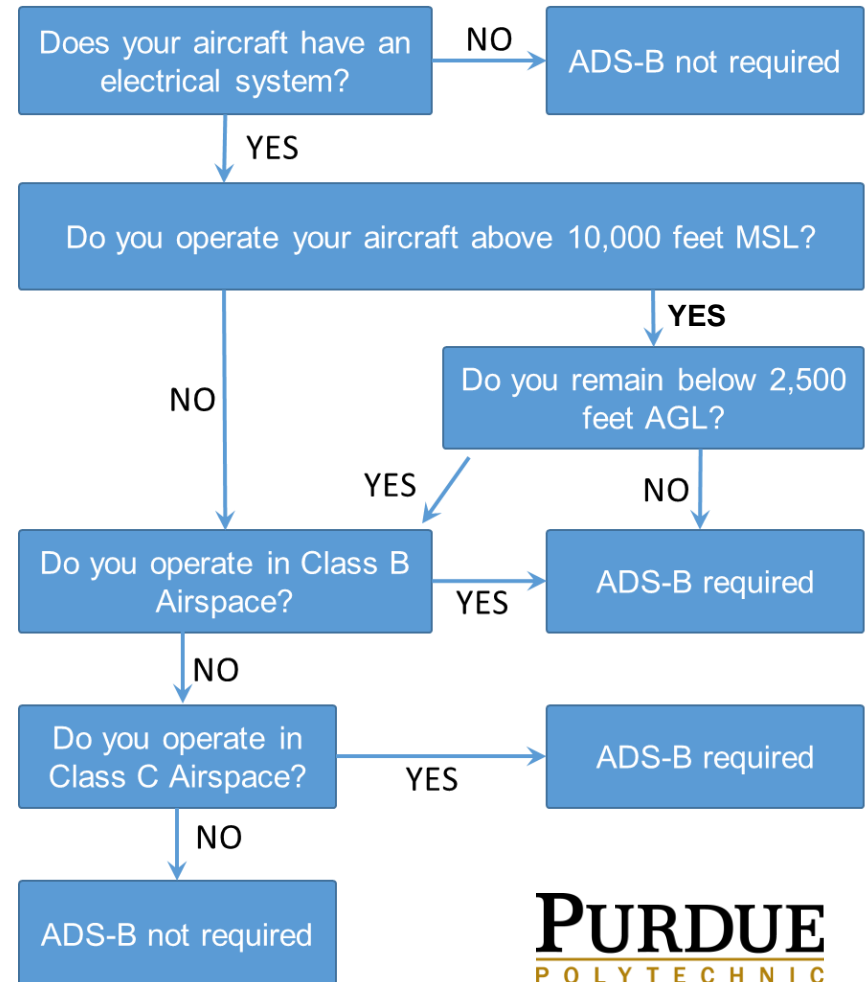 Does your aircraft have an
electrical system?
NO
ADS-B not required
YES
Do you operate your aircraft above 10,000 feet MSL?
YES
NO
Do you remain below 2,500
feet AGL?
YES
NO
Do you operate in Class B
Airspace?
YES
ADS-B required
NO
Do you operate in
Class C Airspace?
YES
ADS-B required
NO
ADS-B not required
PURDUE
POLYTECHNIC